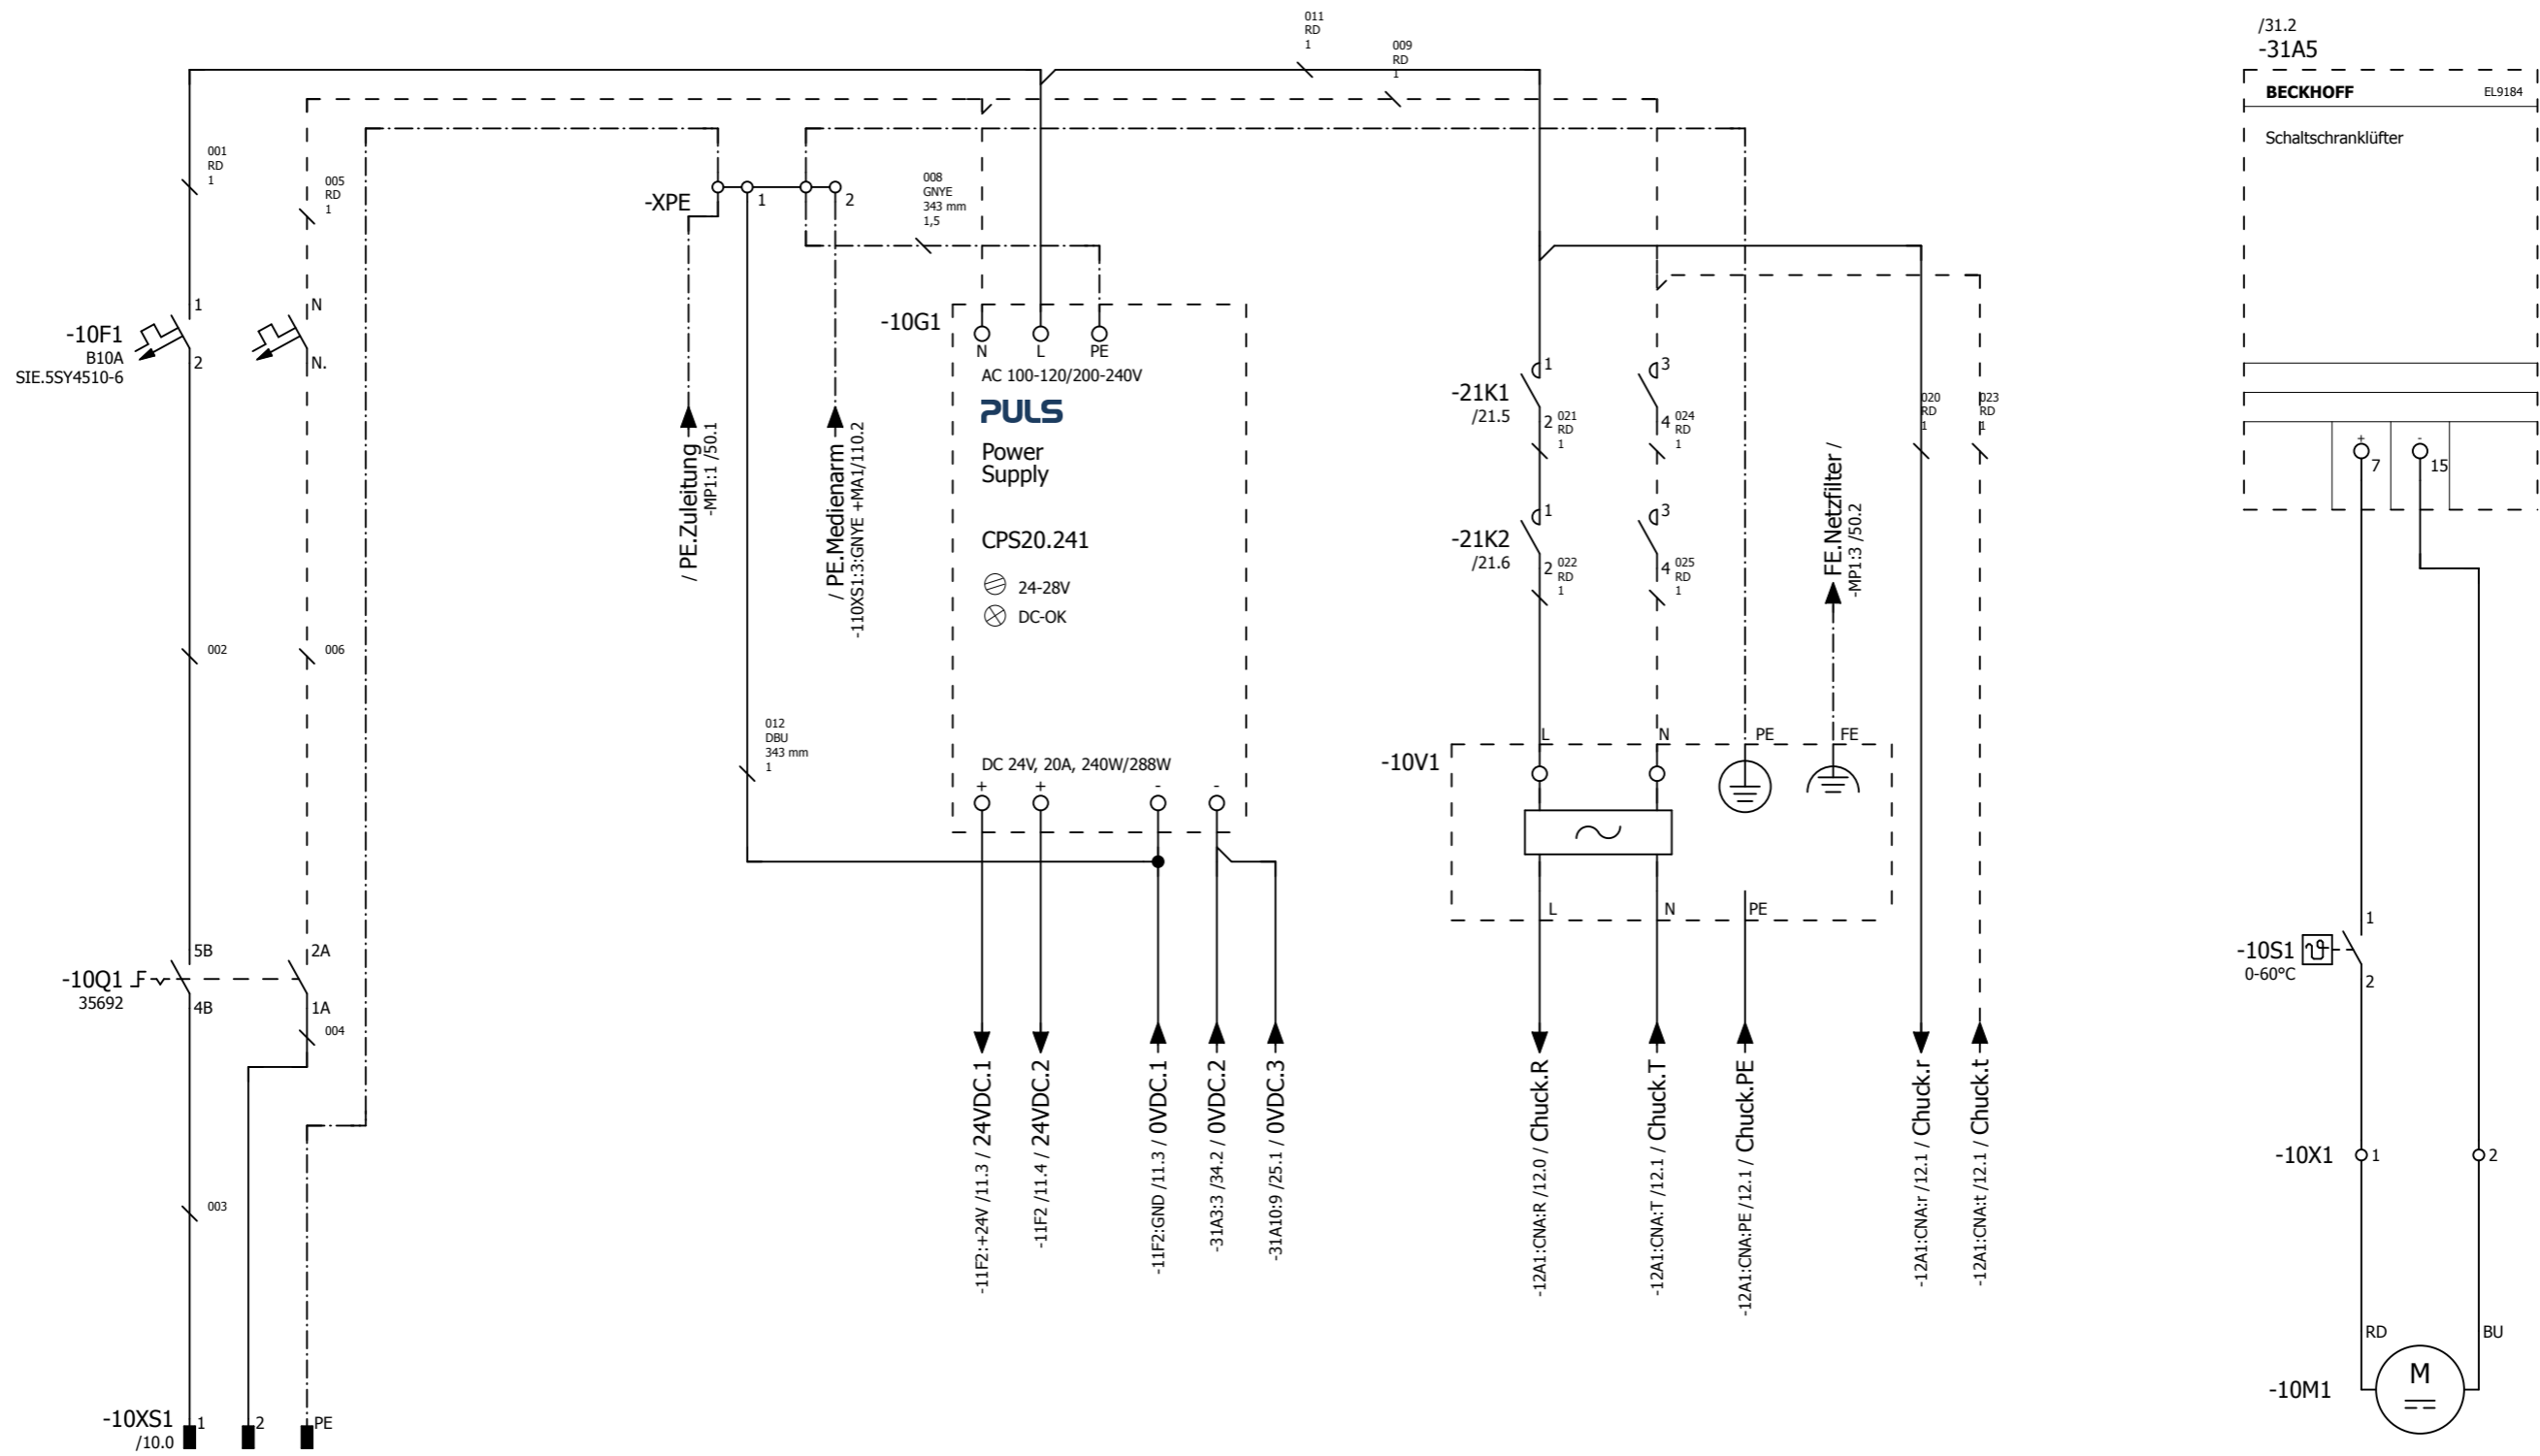 011
RD
1
009
RD
1
/31.2
-31A5
BECKHOFF EL9184
Schaltschranklüfter
001
RD
1
005
RD
1
-XPE
1
2
008
GNYE
343 mm
1,5
-10F1
B10A
SIE.5SY4510-6
1
2
N
N.
-10G1
N L PE
AC 100-120/200-240V
PULS
Power
Supply
CPS20.241
24-28V
DC-OK
DC 24V, 20A, 240W/288W
+ + - -
/ PE.Zuleitung
-MP1:1 /50.1
/ PE.Medienarm
-110XS1:3:GNYE +MA1/110.2
-21K1
/21.5
1
2
021
RD
1
3
4
024
RD
1
-21K2
/21.6
1
2
022
RD
1
3
4
025
RD
1
FE.Netzfilter /
-MP1:3 /50.2
020
RD
1
023
RD
1
+
7
-
15
002
006
012
DBU
343 mm
1
-10V1
L N PE FE
L N PE
-10Q1
35692
5B
4B
2A
1A
004
003
-10S1
0-60°C
1
2
-11F2:+24V /11.3 / 24VDC.1
-11F2 /11.4 / 24VDC.2
-11F2:GND /11.3 / 0VDC.1
-31A3:3 /34.2 / 0VDC.2
-31A10:9 /25.1 / 0VDC.3
-12A1:CNA:R /12.0 / Chuck.R
-12A1:CNA:T /12.1 / Chuck.T
-12A1:CNA:PE /12.1 / Chuck.PE
-12A1:CNA:r /12.1 / Chuck.r
-12A1:CNA:t /12.1 / Chuck.t
-10X1
1
2
RD
BU
-10M1
M
-10XS1
/10.0
1
2
PE